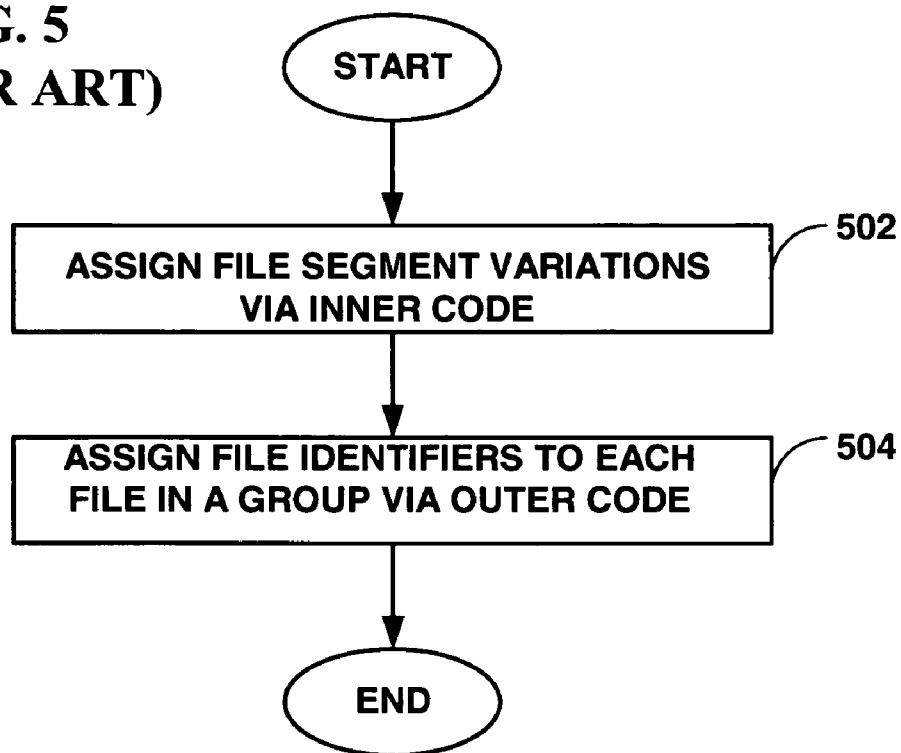 G. 5
R ART)
START
502
ASSIGN FILE SEGMENT VARIATIONS
VIA INNER CODE
504
ASSIGN FILE IDENTIFIERS TO EACH
FILE IN A GROUP VIA OUTER CODE
END